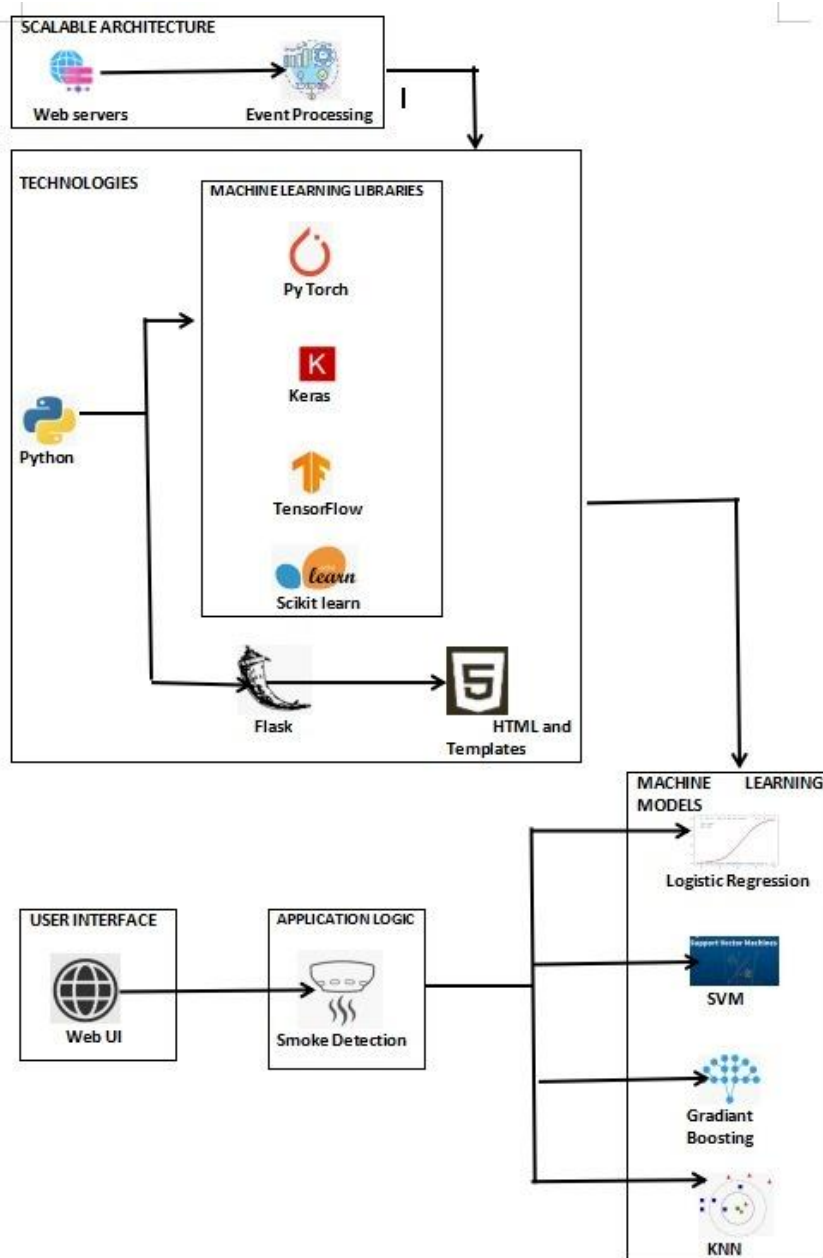 SCALABLE ARCHITECTURE
Web servers
Event Processing
TECHNOLOGIES
MACHINE LEARNING LIBRARIES
Py Torch
K
Keras
Python
TensorFlow
learn
Scikit learn
5
Flask
HTML and
Templates
MACHINE LEARNING
MODELS
Logistic Regression
USER INTERFACE
APPLICATION LOGIC
Support Vector Machines
SVM
Web UI
Smoke Detection
Gradiant
Boosting
KNN